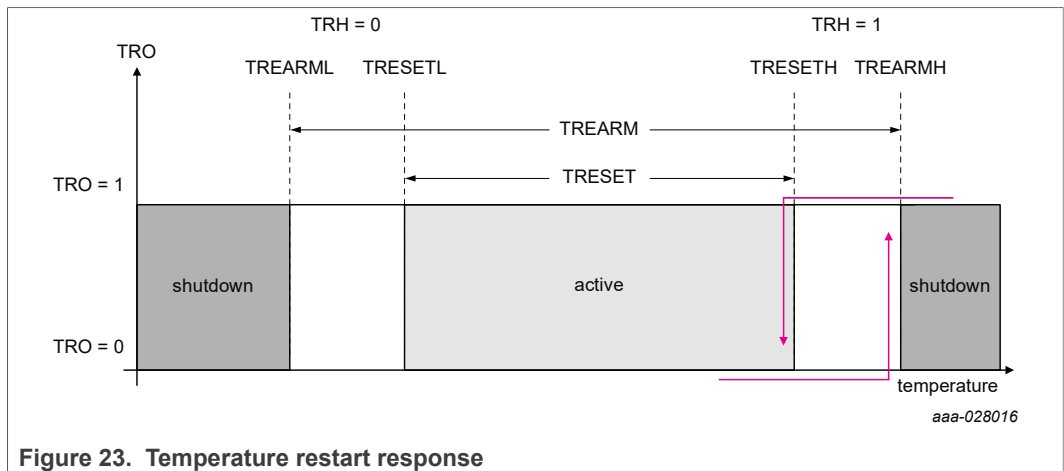 TRH = 0 TRH = 1
TRO
TREARML TRESETL TRESETH TREARMH
TREARM
TRO = 1
TRESET
shutdown active shutdown
TRO = 0
temperature
aaa-028016
Figure 23. Temperature restart response